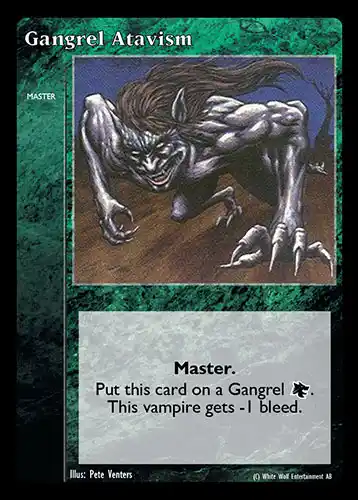 Gangrel Atavism
MASTER
Master.
Put this card on a Gangrel .
This vampire gets -1 bleed.
Illus: Pete Venters
(C) White Wolf Entertainment AB